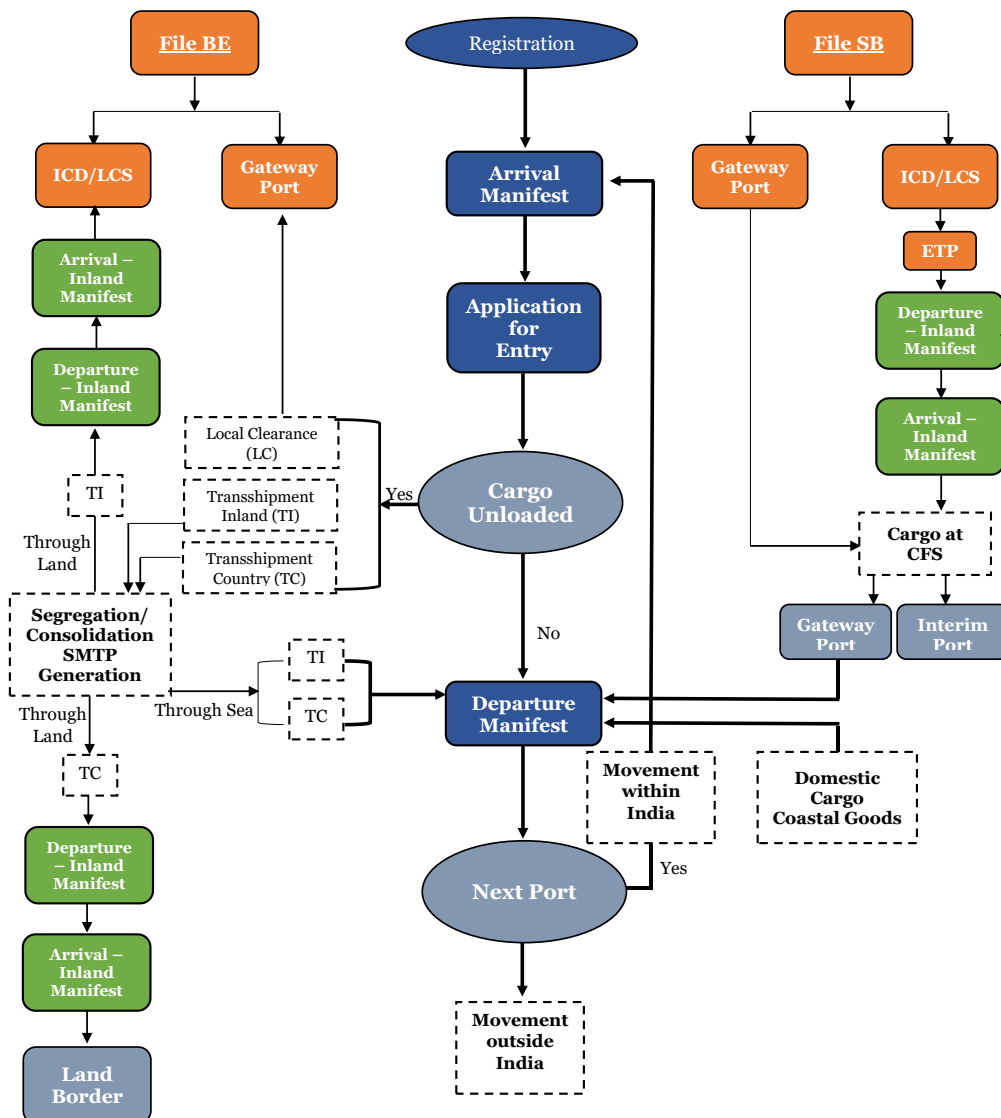 File BE
Registration
File SB
ICD/LCS
Gateway
Port
Arrival
Manifest
Gateway
Port
ICD/LCS
Arrival –
Inland
Manifest
ETP
Departure
– Inland
Manifest
Application
for
Entry
Departure
– Inland
Manifest
Arrival –
Inland
Manifest
Local Clearance
(LC)
TI
Transshipment
Inland (TI)
Yes
Cargo
Unloaded
Through
Land
Transshipment
Country (TC)
Cargo at
CFS
Segregation/
Consolidation
SMTP
Generation
Gateway
Port
Interim
Port
No
TI
Through Sea
TC
Departure
Manifest
Through
Land
TC
Movement
within
India
Domestic
Cargo
Coastal Goods
Departure
– Inland
Manifest
Next Port
Yes
Arrival –
Inland
Manifest
Movement
outside
India
Land
Border